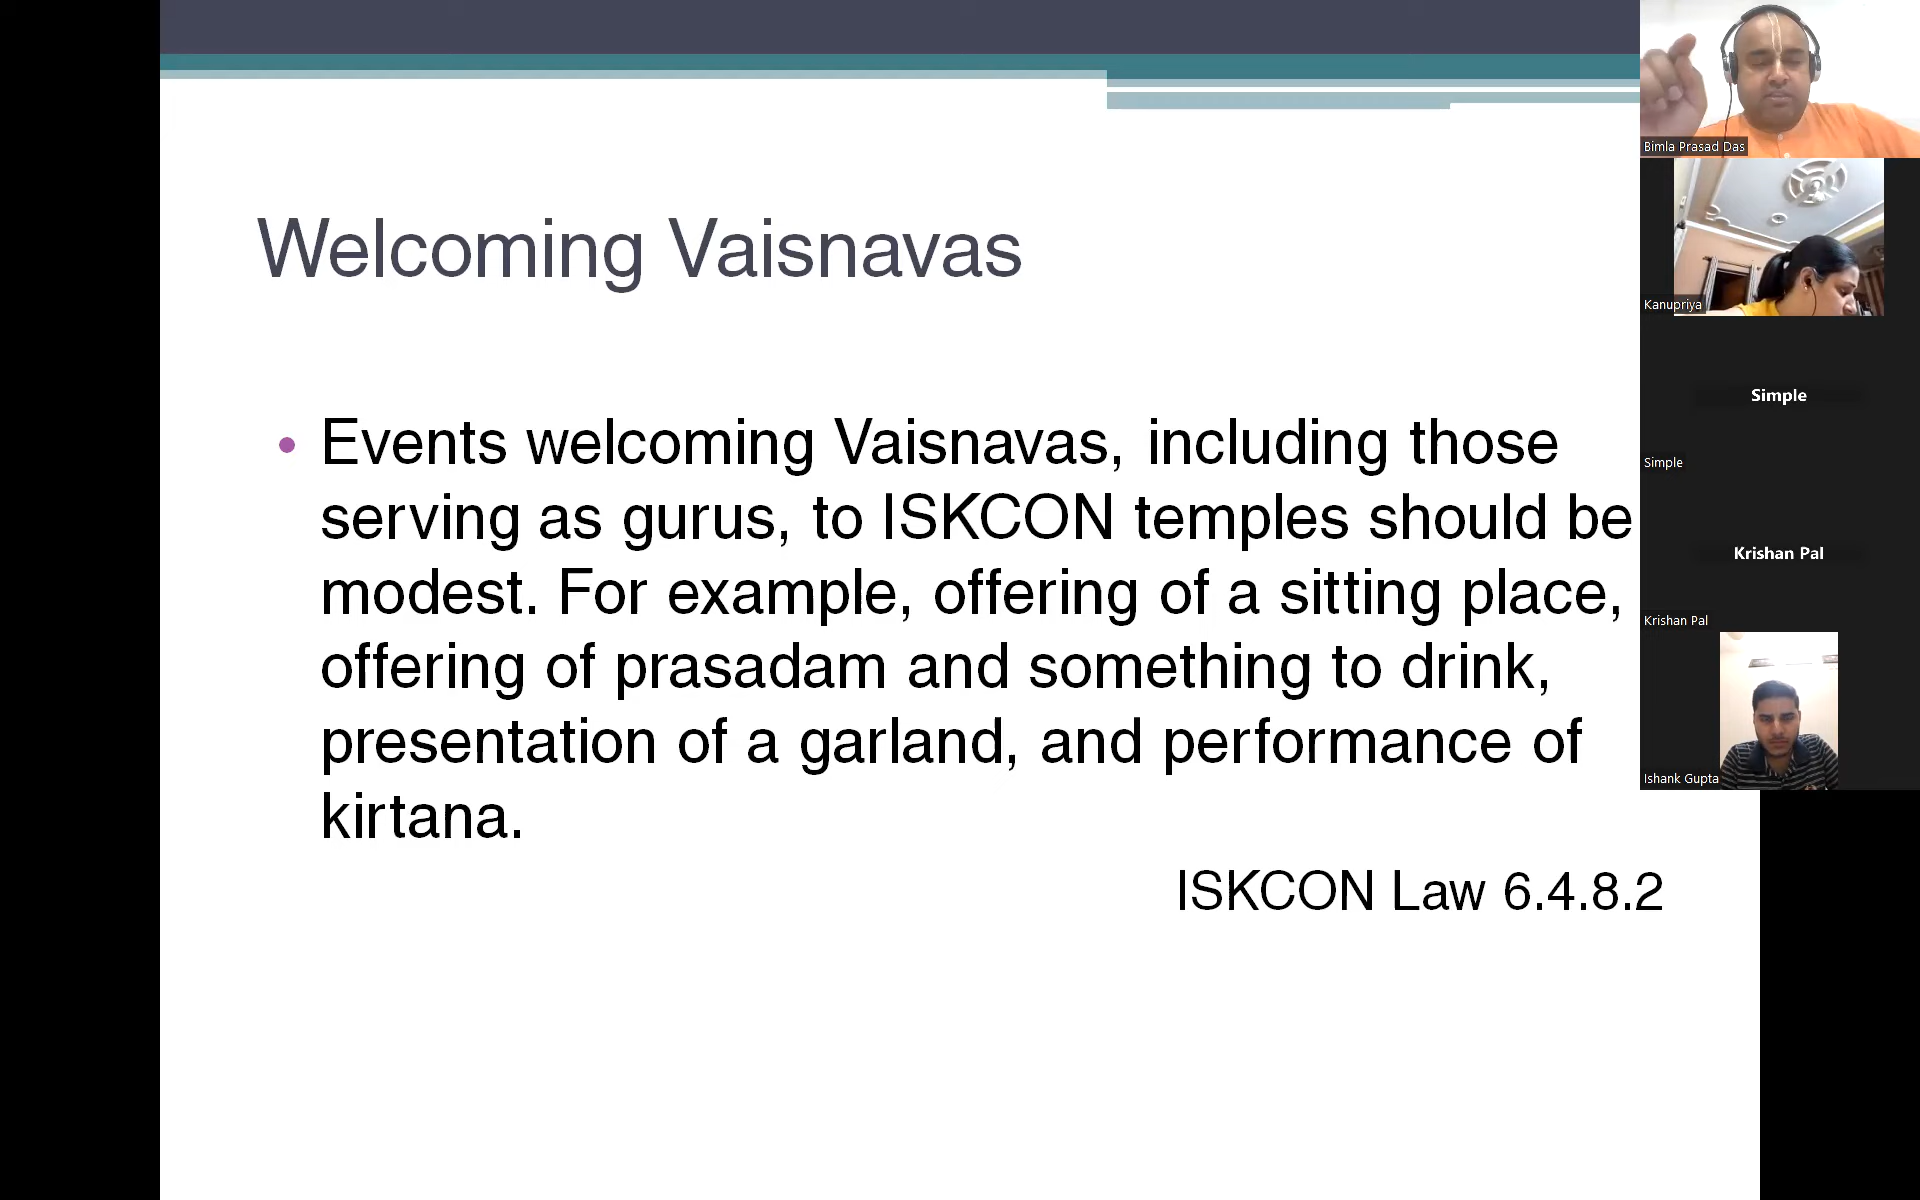 Welcoming Vaisnavas
• Events welcoming Vaisnavas, including those
serving as gurus, to ISKCON temples should be
modest. For example, offering of a sitting place,
offering of prasadam and something to drink,
presentation of a garland, and performance of
kirtana.
ISKCON Law 6.4.8.2
Bimla Prasad Das
Kanupriya
Simple
Simple
Krishan Pal
Krishan Pal
Ishank Gupta